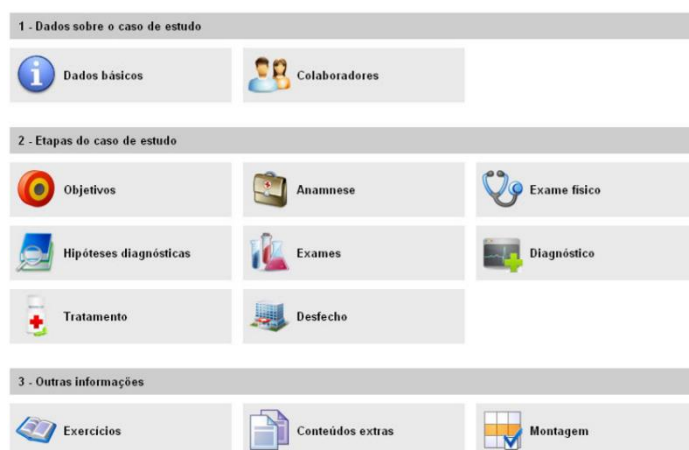 1 - Dados sobre o caso de estudo
Dados básicos
Colaboradores
2 - Etapas do caso de estudo
Objetivos
Anamnese
Exame físico
Hipóteses diagnósticas
Exames
Diagnóstico
Tratamento
Desfecho
3 - Outras informações
Exercícios
Conteúdos extras
Montagem